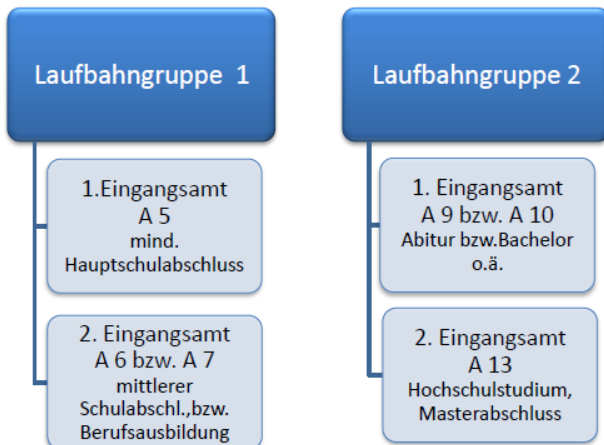 Laufbahngruppe 1
1.Eingangsamt
A 5
mind.
Hauptschulabschluss
2. Eingangsamt
A 6 bzw. A 7
mittlerer
Schulabschl.,bzw.
Berufsausbildung
Laufbahngruppe 2
1. Eingangsamt
A 9 bzw. A 10
Abitur bzw.Bachelor
o.ä.
2. Eingangsamt
A 13
Hochschulstudium,
Masterabschluss